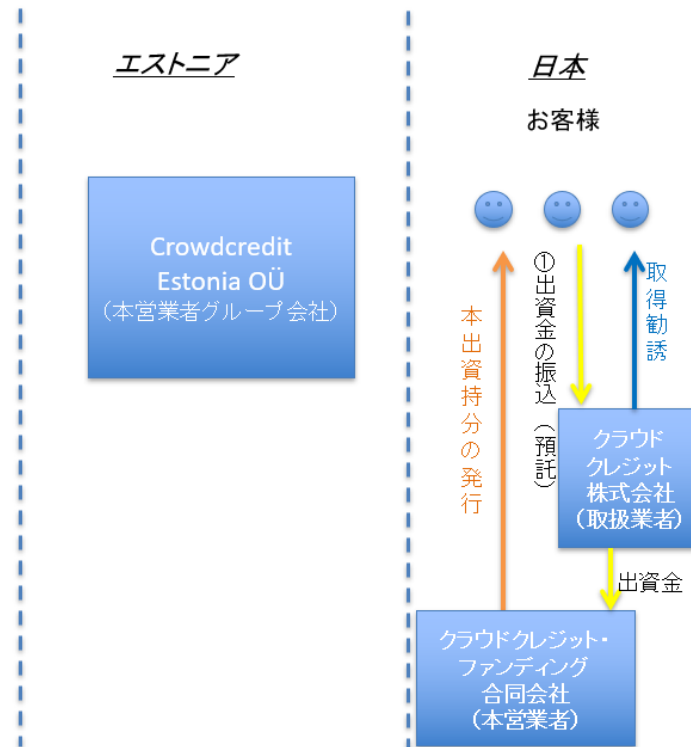 エストニア
日本
お客様
Crowdcredit
Estonia OÜ
（本営業者グループ会社）
本出資持分の発行
①出資金の振込（預託）
取得勧誘
クラウド
クレジット
株式会社
（取扱業者）
出資金
クラウドクレジット・
ファンディング
合同会社
（本営業者）